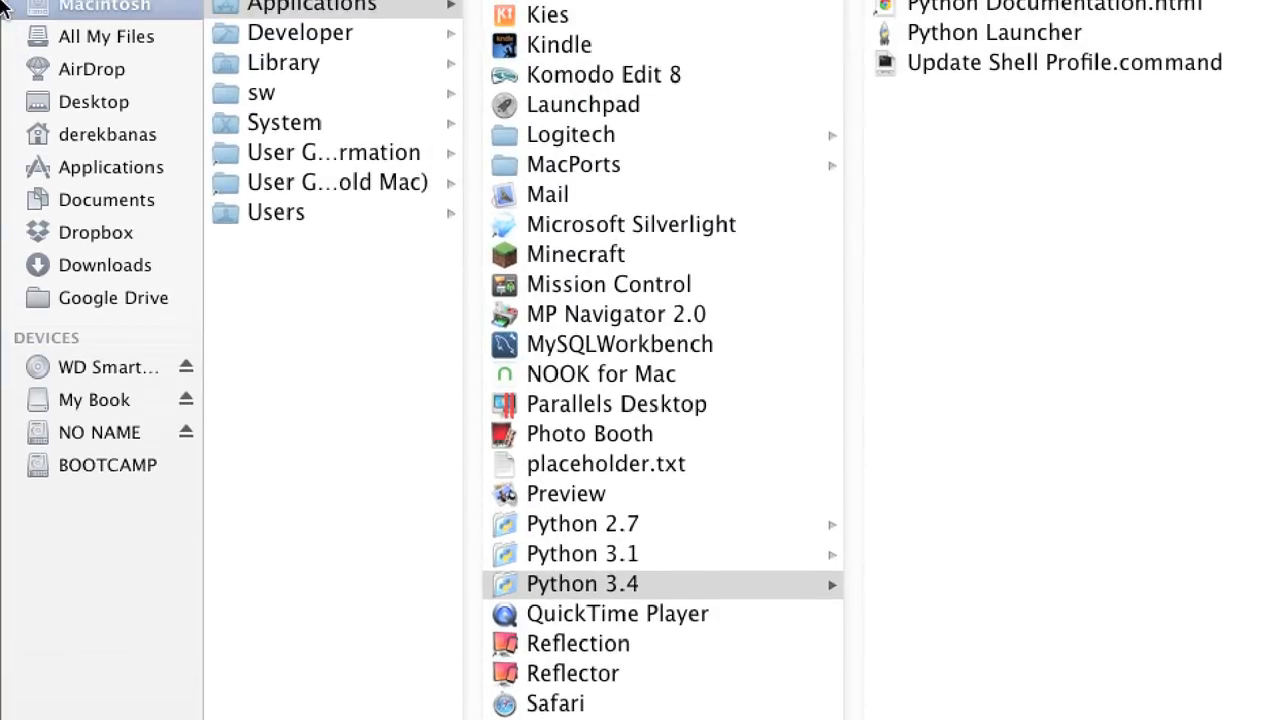 Macintosh
All My Files
AirDrop
Desktop
derekbanas
Applications
Documents
Dropbox
Downloads
Google Drive
DEVICES
WD Smart...
My Book
NO NAME
BOOTCAMP
Applications
Developer
Library
sw
System
User G...rmation
User G...old Mac)
Users
Kies
Kindle
Komodo Edit 8
Launchpad
Logitech
MacPorts
Mail
Microsoft Silverlight
Minecraft
Mission Control
MP Navigator 2.0
MySQLWorkbench
NOOK for Mac
Parallels Desktop
Photo Booth
placeholder.txt
Preview
Python 2.7
Python 3.1
Python 3.4
QuickTime Player
Reflection
Reflector
Safari
Python Documentation.html
Python Launcher
Update Shell Profile.command